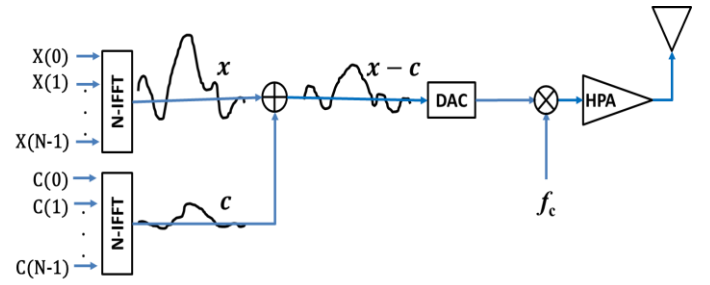 X(0)
X(1)
.
.
.
X(N-1)
N-IFFT
x
x − c
DAC
HPA
f_c
C(0)
C(1)
.
.
.
C(N-1)
N-IFFT
c